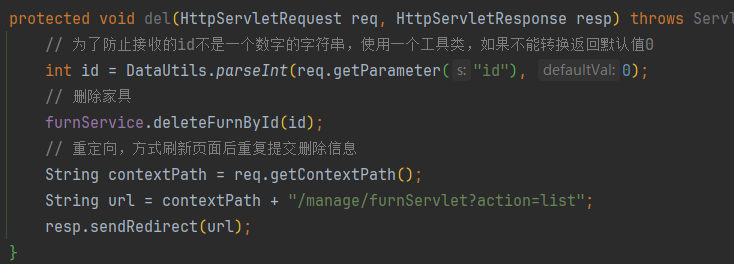 protected void del(HttpServletRequest req, HttpServletResponse resp) throws Servl
// 为了防止接收的id不是一个数字的字符串，使用一个工具类，如果不能转换返回默认值0
int id = DataUtils.parseInt(req.getParameter( s: "id"), defaultVal: 0);
// 删除家具
furnService.deleteFurnById(id);
// 重定向，方式刷新页面后重复提交删除信息
String contextPath = req.getContextPath();
String url = contextPath + "/manage/furnServlet?action=list";
resp.sendRedirect(url);
}